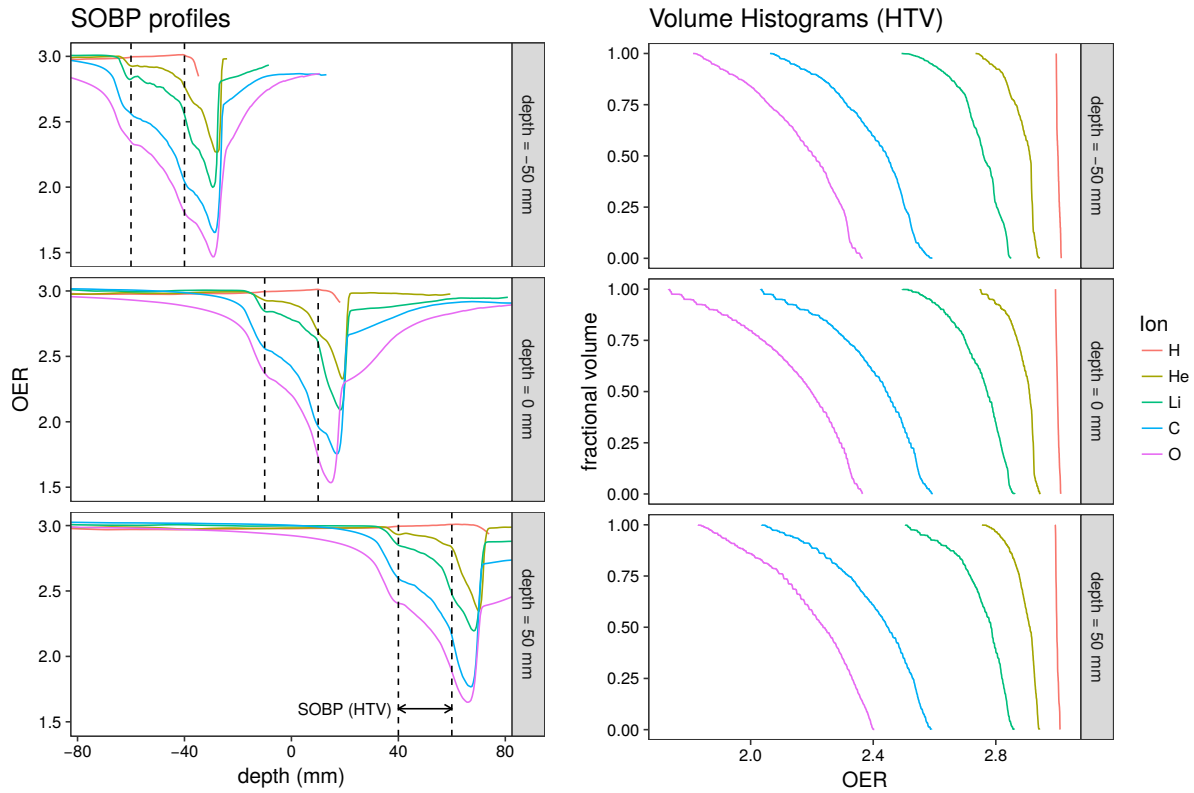 SOBP profiles
Volume Histograms (HTV)
3.0
2.5
2.0
1.5
depth = −50 mm
3.0
2.5
2.0
1.5
depth = 0 mm
3.0
2.5
2.0
1.5
depth = 50 mm
SOBP (HTV)
OER
−80
−40
0
40
80
depth (mm)
1.00
0.75
0.50
0.25
0.00
depth = −50 mm
1.00
0.75
0.50
0.25
0.00
depth = 0 mm
1.00
0.75
0.50
0.25
0.00
depth = 50 mm
fractional volume
2.0
2.4
2.8
OER
Ion
H
He
Li
C
O